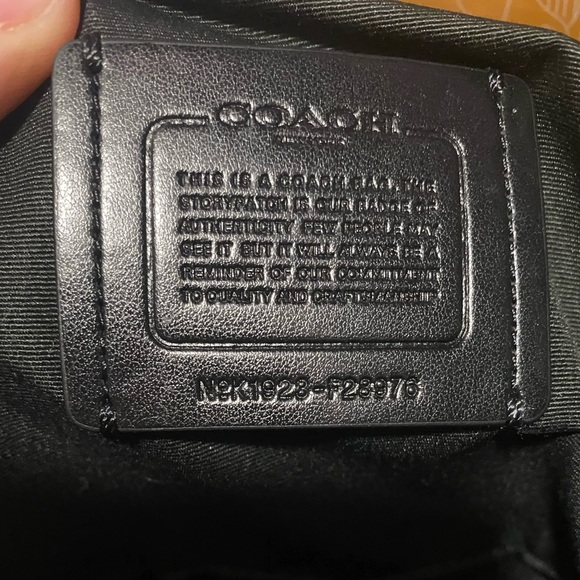 COACH
THIS IS A COACH BAG. THE
STORYPATCH IS OUR BADGE OF
AUTHENTICITY. FEW PEOPLE MAY
SEE IT. BUT IT WILL ALWAYS BE A
REMINDER OF OUR COMMITMENT
TO QUALITY AND CRAFTSMANSHIP.
NoK1928-F28976